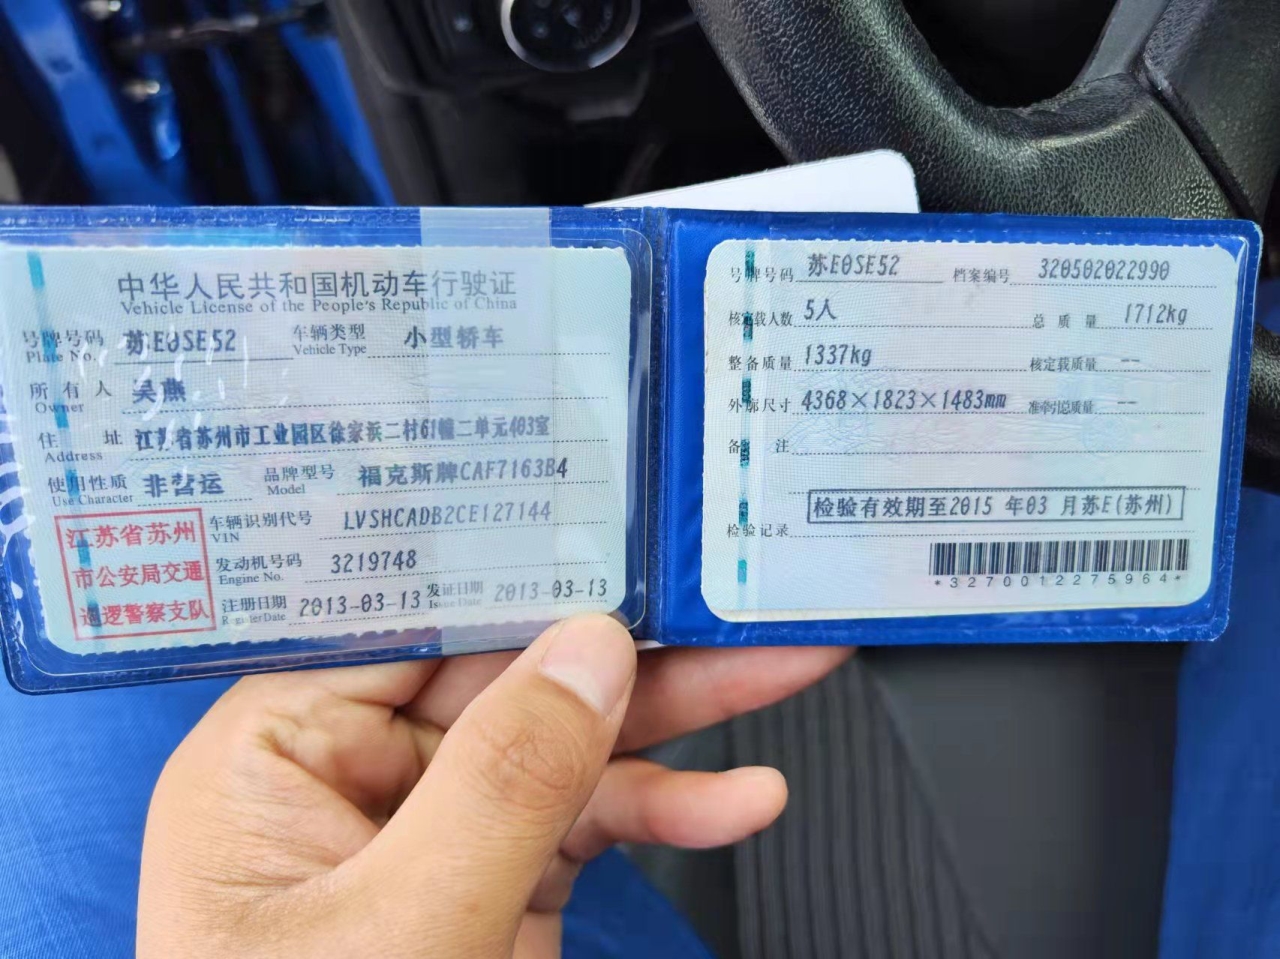 中华人民共和国机动车行驶证
Vehicle License of the People's Republic of China
号牌号码 苏E0SE52 车辆类型 小型轿车
Plate No. Vehicle Type
所有人 吴燕
Owner
住址 江苏省苏州市工业园区徐家浜二村61幢二单元403室
Address
使用性质 非营运 品牌型号 福克斯牌CAF7163B4
Use Character Model
江苏省苏州
市公安局交通
巡逻警察支队
车辆识别代号 LVSHCADB2CE127144
VIN
发动机号码 3219748
Engine No.
注册日期 2013-03-13 发证日期 2013-03-13
Register Date Issue Date
号牌号码 苏E0SE52 档案编号 320502022990
核定载人数 5人 总质量 1712kg
整备质量 1337kg 核定载质量 --
外廓尺寸 4368×1823×1483mm 准牵引总质量 --
备注
检验记录 检验有效期至2015 年03 月苏E(苏州)
*3270012275964*